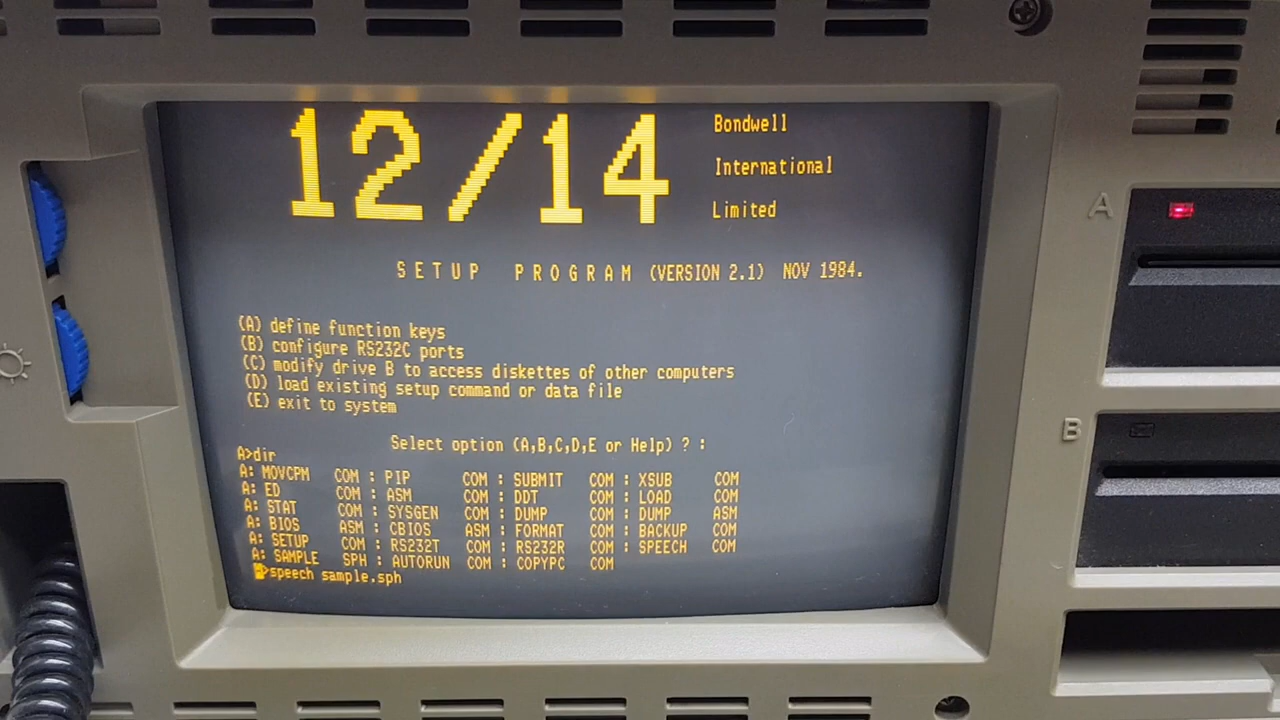 12/14
Bondwell
International
Limited
SETUP PROGRAM (VERSION 2.1) NOV 1984.
(A) define function keys
(B) configure RS232C ports
(C) modify drive B to access diskettes of other computers
(D) load existing setup command or data file
(E) exit to system
Select option (A,B,C,D,E or Help) ? :
A>dir
A: MOVCPM COM : PIP COM : SUBMIT COM : XSUB COM
A: ED COM : ASM COM : DDT COM : LOAD COM
A: STAT COM : SYSGEN COM : DUMP COM : DUMP ASM
A: BIOS ASM : CBIOS ASM : FORMAT COM : BACKUP COM
A: SETUP COM : RS232T COM : RS232R COM : SPEECH COM
A: SAMPLE SPH : AUTORUN COM : COPYPC COM
>speech sample.sph
A
B